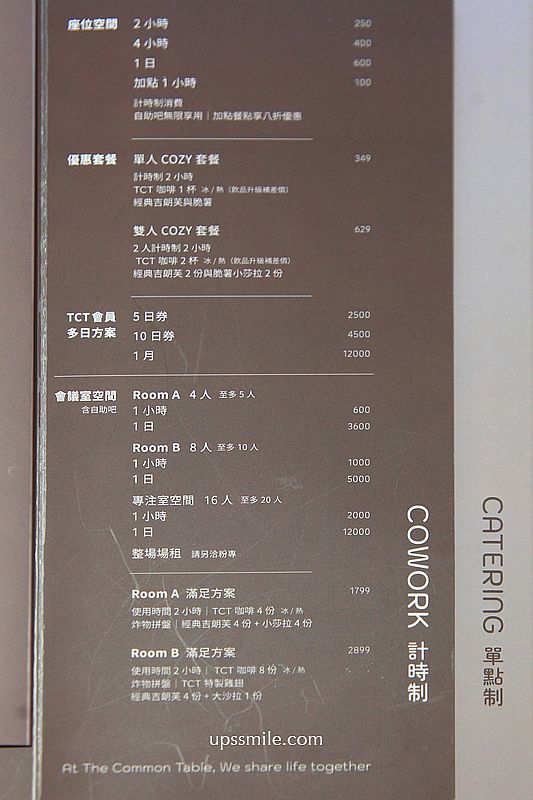 座位空間 2 小時 250
4 小時 400
1 日 600
加點 1 小時 100
計時制消費
自助吧無限享用｜加點餐點享八折優惠
優惠套餐 單人 COZY 套餐 349
計時制 2 小時
TCT 咖啡 1 杯 冰 / 熱（飲品升級補差價）
經典吉朗芙與脆薯
雙人 COZY 套餐 629
2 人計時制 2 小時
TCT 咖啡 2 杯 冰 / 熱（飲品升級補差價）
經典吉朗芙 2 份與脆薯小莎拉 2 份
TCT 會員 5 日券 2500
多日方案 10 日券 4500
1 月 12000
會議室空間 Room A 4 人 至多 5 人
含自助吧 1 小時 600
1 日 3600
Room B 8 人 至多 10 人
1 小時 1000
1 日 5000
專注室空間 16 人 至多 20 人
1 小時 2000
1 日 12000
整場場租 請另洽粉專
Room A 滿足方案 1799
使用時間 2 小時｜TCT 咖啡 4 份 冰 / 熱
炸物拼盤｜經典吉朗芙 4 份 + 小莎拉 4 份
Room B 滿足方案 2899
使用時間 2 小時｜TCT 咖啡 8 份 冰 / 熱
炸物拼盤｜TCT 特製雞翅
經典吉朗芙 4 份 + 大沙拉 1 份
COWORK 計時制
CATERING 單點制
upssmile.com
At The Common Table, We share life together